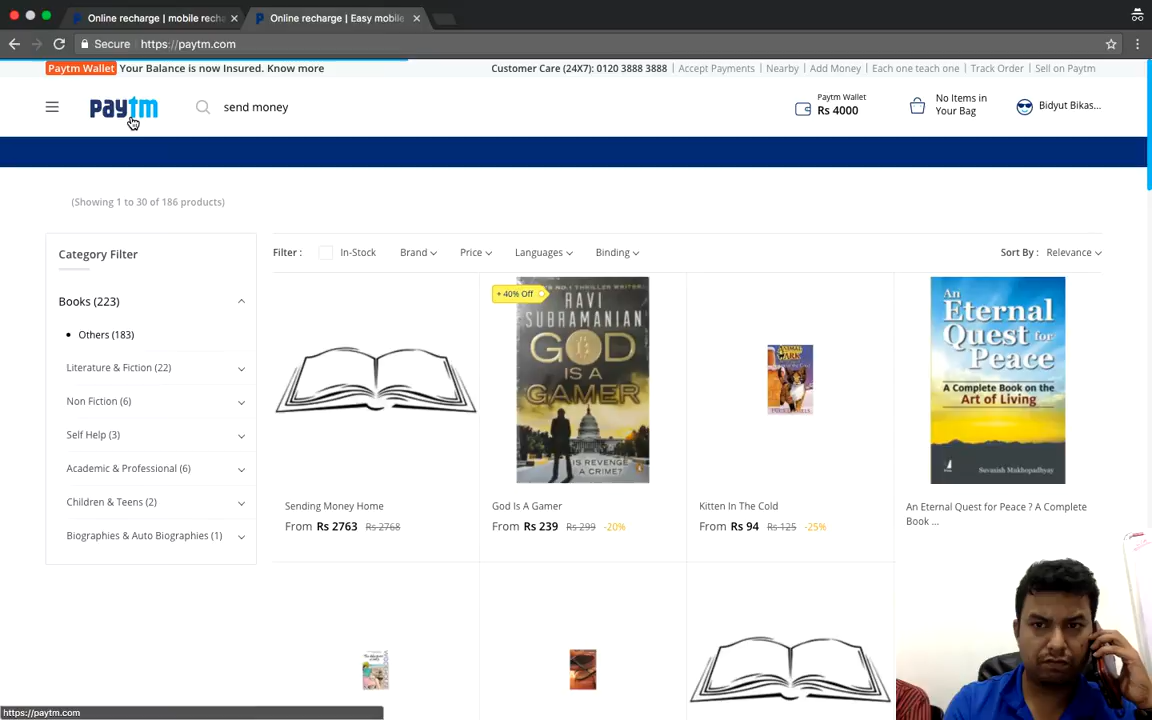 Online recharge | mobile recha
Online recharge | Easy mobile
Secure https://paytm.com
Paytm Wallet Your Balance is now Insured. Know more
Customer Care (24X7): 0120 3888 3888 | Accept Payments | Nearby | Add Money | Each one teach one | Track Order | Sell on Paytm
paytm
send money
Paytm Wallet
Rs 4000
No Items in
Your Bag
Bidyut Bikas...
(Showing 1 to 30 of 186 products)
Category Filter
Books (223)
Others (183)
Literature & Fiction (22)
Non Fiction (6)
Self Help (3)
Academic & Professional (6)
Children & Teens (2)
Biographies & Auto Biographies (1)
Filter :
In-Stock
Brand
Price
Languages
Binding
Sort By :
Relevance
+ 40% Off
RAVI
SUBRAMANIAN
GOD
IS A
GAMER
IS REVENGE
A CRIME?
An
Eternal
Quest for
Peace
A Complete Book on the
Art of Living
Suvanish Mukhopadhyay
Sending Money Home
From Rs 2763 Rs 2768
God Is A Gamer
From Rs 239 Rs 299 -20%
Kitten In The Cold
From Rs 94 Rs 125 -25%
An Eternal Quest for Peace ? A Complete
Book ...
https://paytm.com